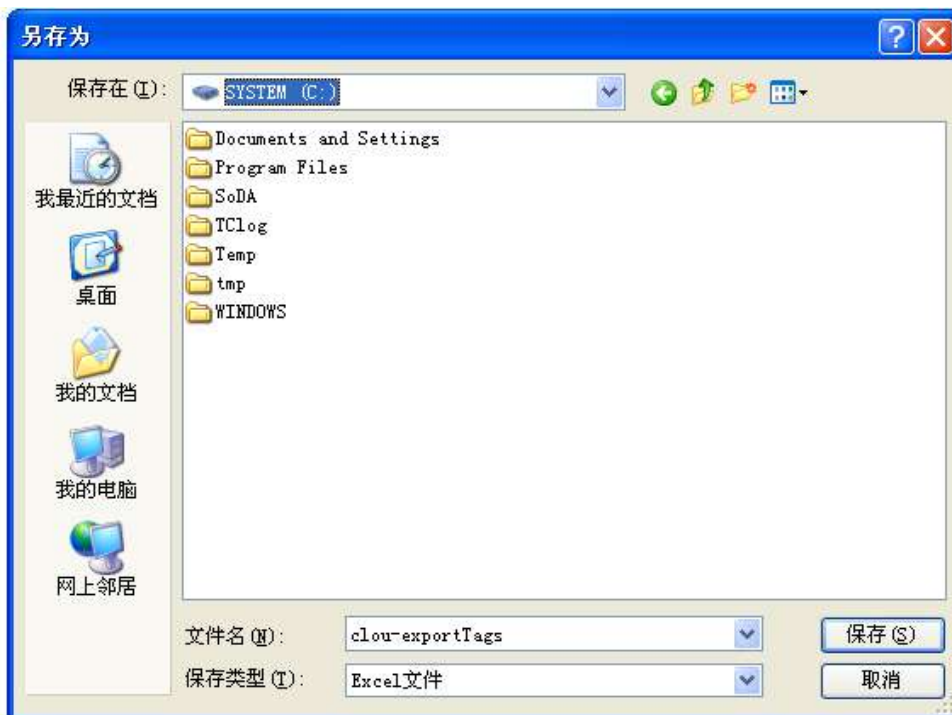 另存为
保存在(I):
SYSTEM (C:)
Documents and Settings
Program Files
SoDA
TClog
Temp
tmp
WINDOWS
我最近的文档
桌面
我的文档
我的电脑
网上邻居
文件名(N):
clou-exportTags
保存(S)
保存类型(T):
Excel文件
取消